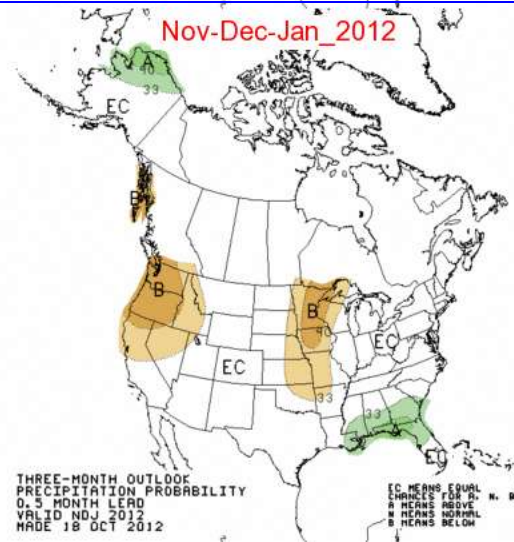 Nov-Dec-Jan_2012
A
40
33
EC
B
B
B
40
EC
EC
33
33
A
EC
THREE-MONTH OUTLOOK
PRECIPITATION PROBABILITY
0.5 MONTH LEAD
VALID NDJ 2012
MADE 18 OCT 2012
EC MEANS EQUAL
CHANCES FOR A, N, B
A MEANS ABOVE
N MEANS NORMAL
B MEANS BELOW